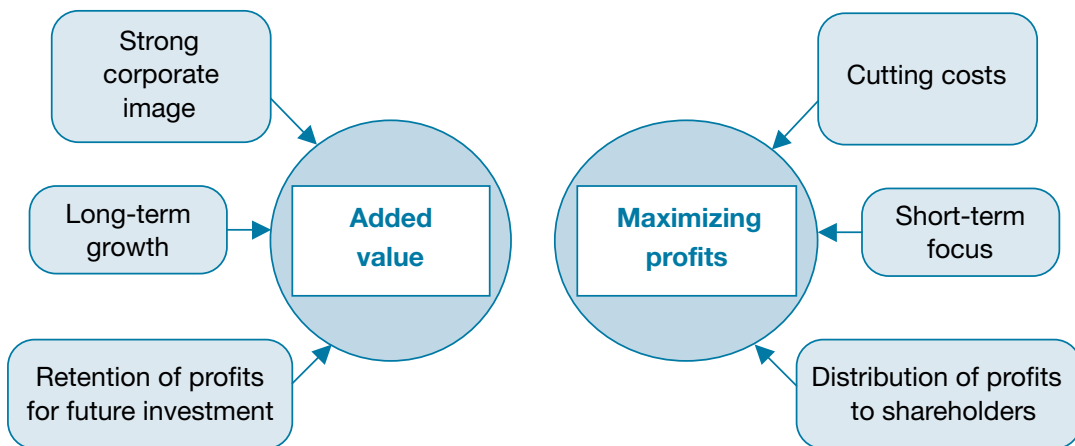 Strong
corporate
image
Long-term
growth
Retention of profits
for future investment
Added
value
Maximizing
profits
Cutting costs
Short-term
focus
Distribution of profits
to shareholders